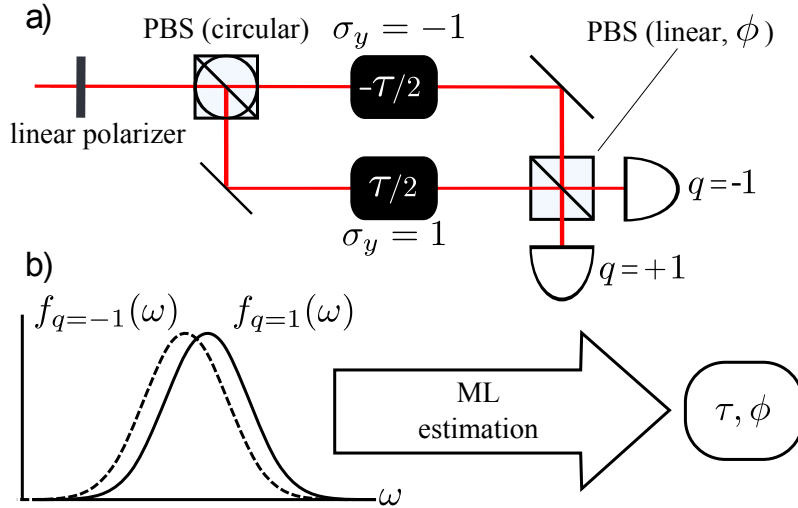 a)
PBS (circular)
σ_y = -1
PBS (linear, ϕ)
-τ/2
linear polarizer
τ/2
q = -1
σ_y = 1
q = +1
b)
f_{q=-1}(ω) f_{q=1}(ω)
ML
estimation
τ, ϕ
ω